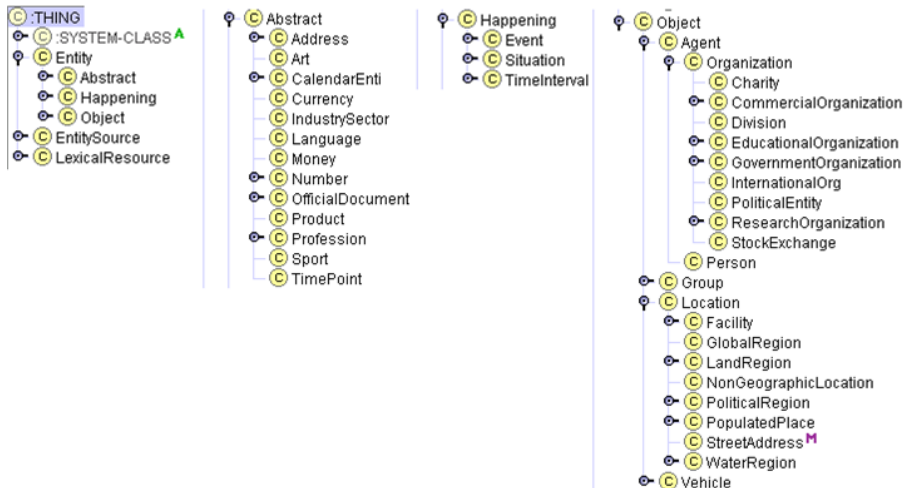 :THING
:SYSTEM-CLASS A
Entity
Abstract
Happening
Object
EntitySource
LexicalResource
Abstract
Address
Art
CalendarEnti
Currency
IndustrySector
Language
Money
Number
OfficialDocument
Product
Profession
Sport
TimePoint
Happening
Event
Situation
TimeInterval
Object
Agent
Organization
Charity
CommercialOrganization
Division
EducationalOrganization
GovernmentOrganization
InternationalOrg
PoliticalEntity
ResearchOrganization
StockExchange
Person
Group
Location
Facility
GlobalRegion
LandRegion
NonGeographicLocation
PoliticalRegion
PopulatedPlace
StreetAddress M
WaterRegion
Vehicle